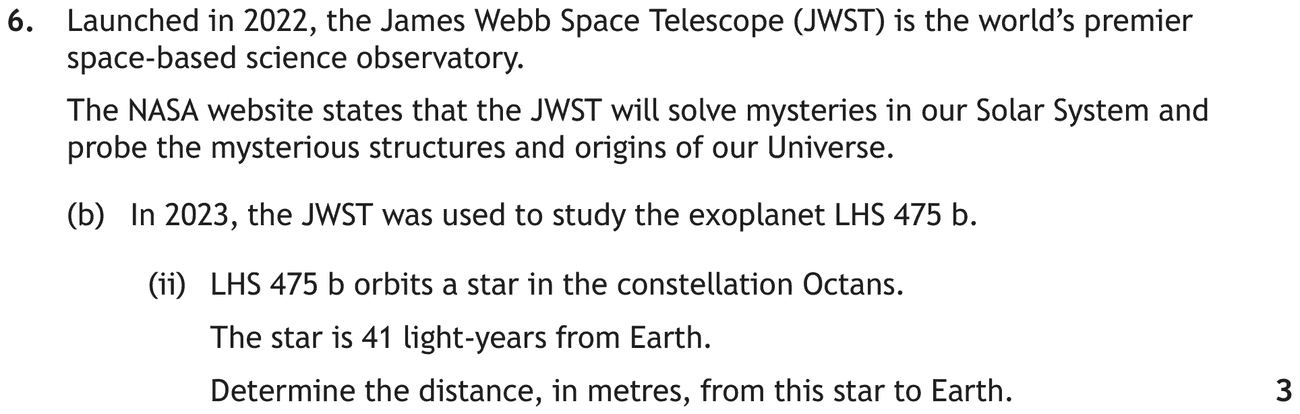 6. Launched in 2022, the James Webb Space Telescope (JWST) is the world’s premier
space-based science observatory.
The NASA website states that the JWST will solve mysteries in our Solar System and
probe the mysterious structures and origins of our Universe.
(b) In 2023, the JWST was used to study the exoplanet LHS 475 b.
(ii) LHS 475 b orbits a star in the constellation Octans.
The star is 41 light-years from Earth.
Determine the distance, in metres, from this star to Earth. 3